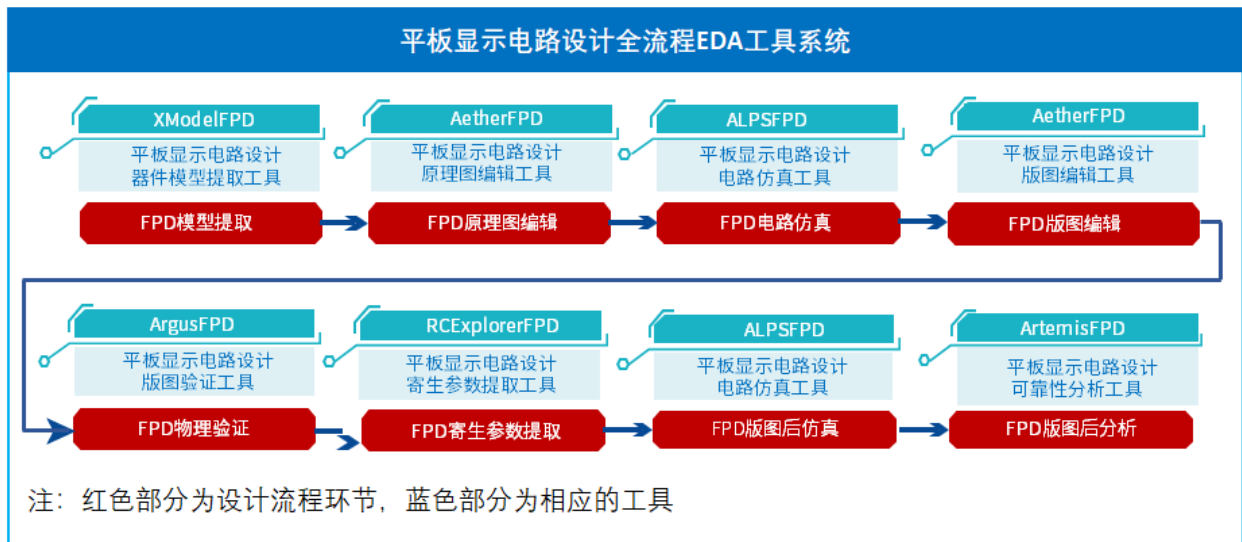 平板显示电路设计全流程EDA工具系统
XModelFPD
平板显示电路设计
器件模型提取工具
FPD模型提取
AetherFPD
平板显示电路设计
原理图编辑工具
FPD原理图编辑
ALPSFPD
平板显示电路设计
电路仿真工具
FPD电路仿真
AetherFPD
平板显示电路设计
版图编辑工具
FPD版图编辑
ArgusFPD
平板显示电路设计
版图验证工具
FPD物理验证
RCExplorerFPD
平板显示电路设计
寄生参数提取工具
FPD寄生参数提取
ALPSFPD
平板显示电路设计
电路仿真工具
FPD版图后仿真
ArtemisFPD
平板显示电路设计
可靠性分析工具
FPD版图后分析
注：红色部分为设计流程环节，蓝色部分为相应的工具